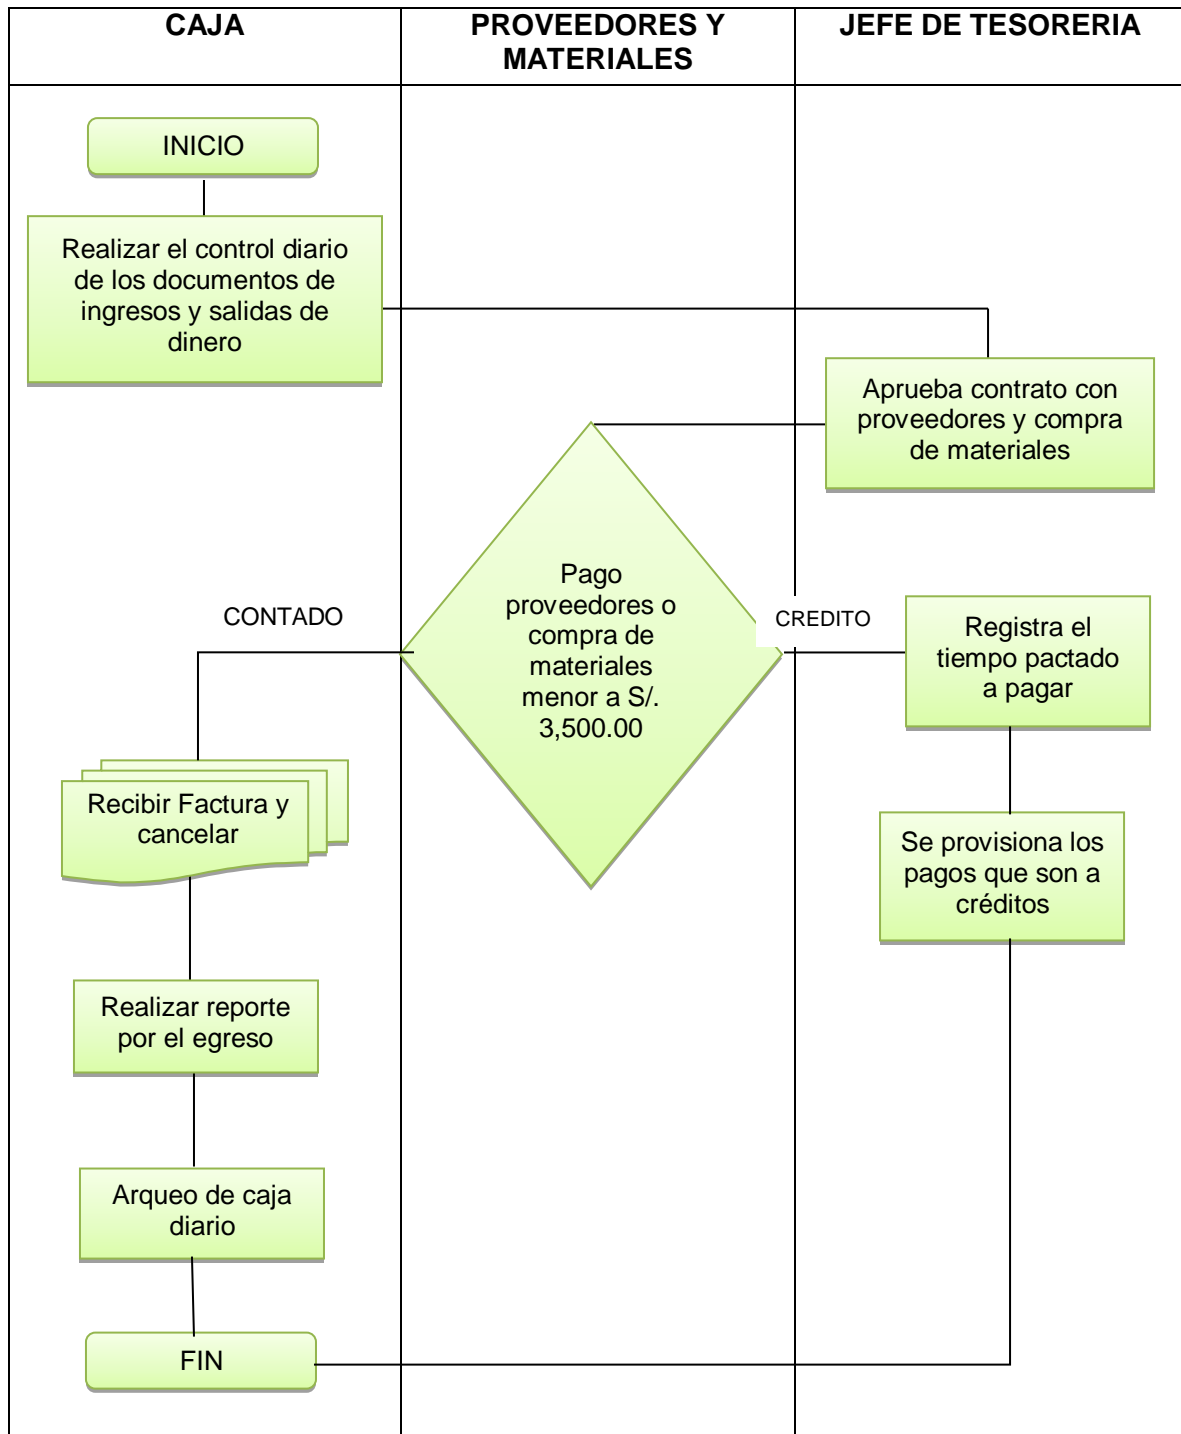 CAJA
PROVEEDORES Y
MATERIALES
JEFE DE TESORERIA
INICIO
Realizar el control diario
de los documentos de
ingresos y salidas de
dinero
Aprueba contrato con
proveedores y compra
de materiales
Pago
proveedores o
compra de
materiales
menor a S/.
3,500.00
CONTADO
CREDITO
Registra el
tiempo pactado
a pagar
Recibir Factura y
cancelar
Se provisiona los
pagos que son a
créditos
Realizar reporte
por el egreso
Arqueo de caja
diario
FIN